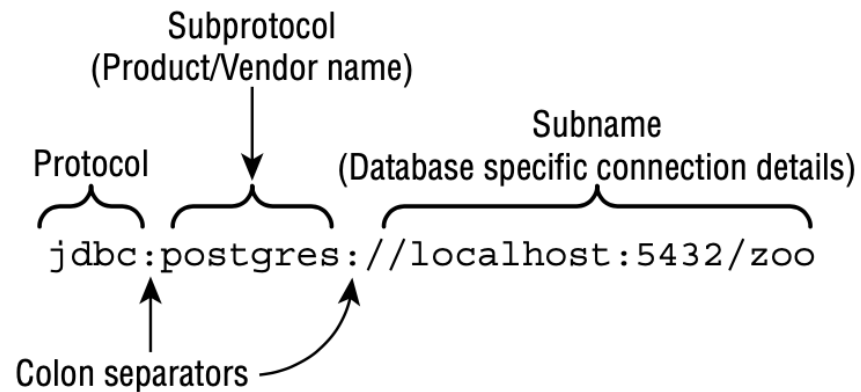 Subprotocol
(Product/Vendor name)
Subname
Protocol
(Database specific connection details)
jdbc:postgres://localhost:5432/zoo
Colon separators